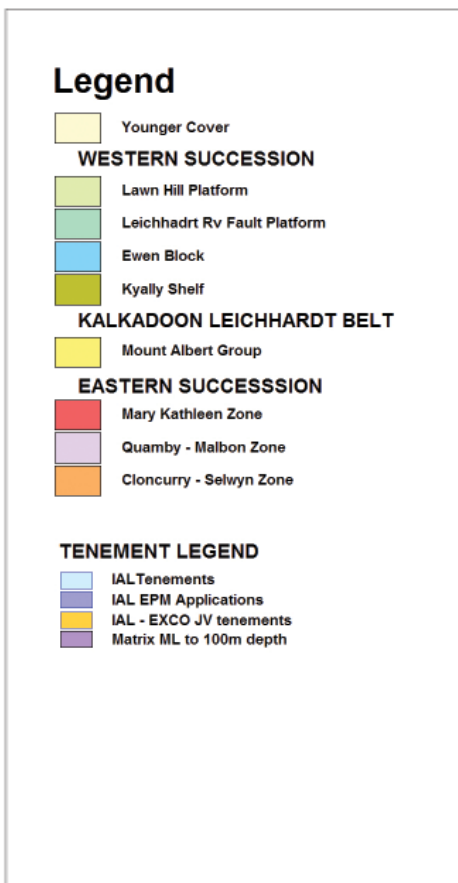 Legend
Younger Cover
WESTERN SUCCESSION
Lawn Hill Platform
Leichhadrt Rv Fault Platform
Ewen Block
Kyally Shelf
KALKADOON LEICHHARDT BELT
Mount Albert Group
EASTERN SUCCESSSION
Mary Kathleen Zone
Quamby - Malbon Zone
Cloncurry - Selwyn Zone
TENEMENT LEGEND
IALTenements
IAL EPM Applications
IAL - EXCO JV tenements
Matrix ML to 100m depth